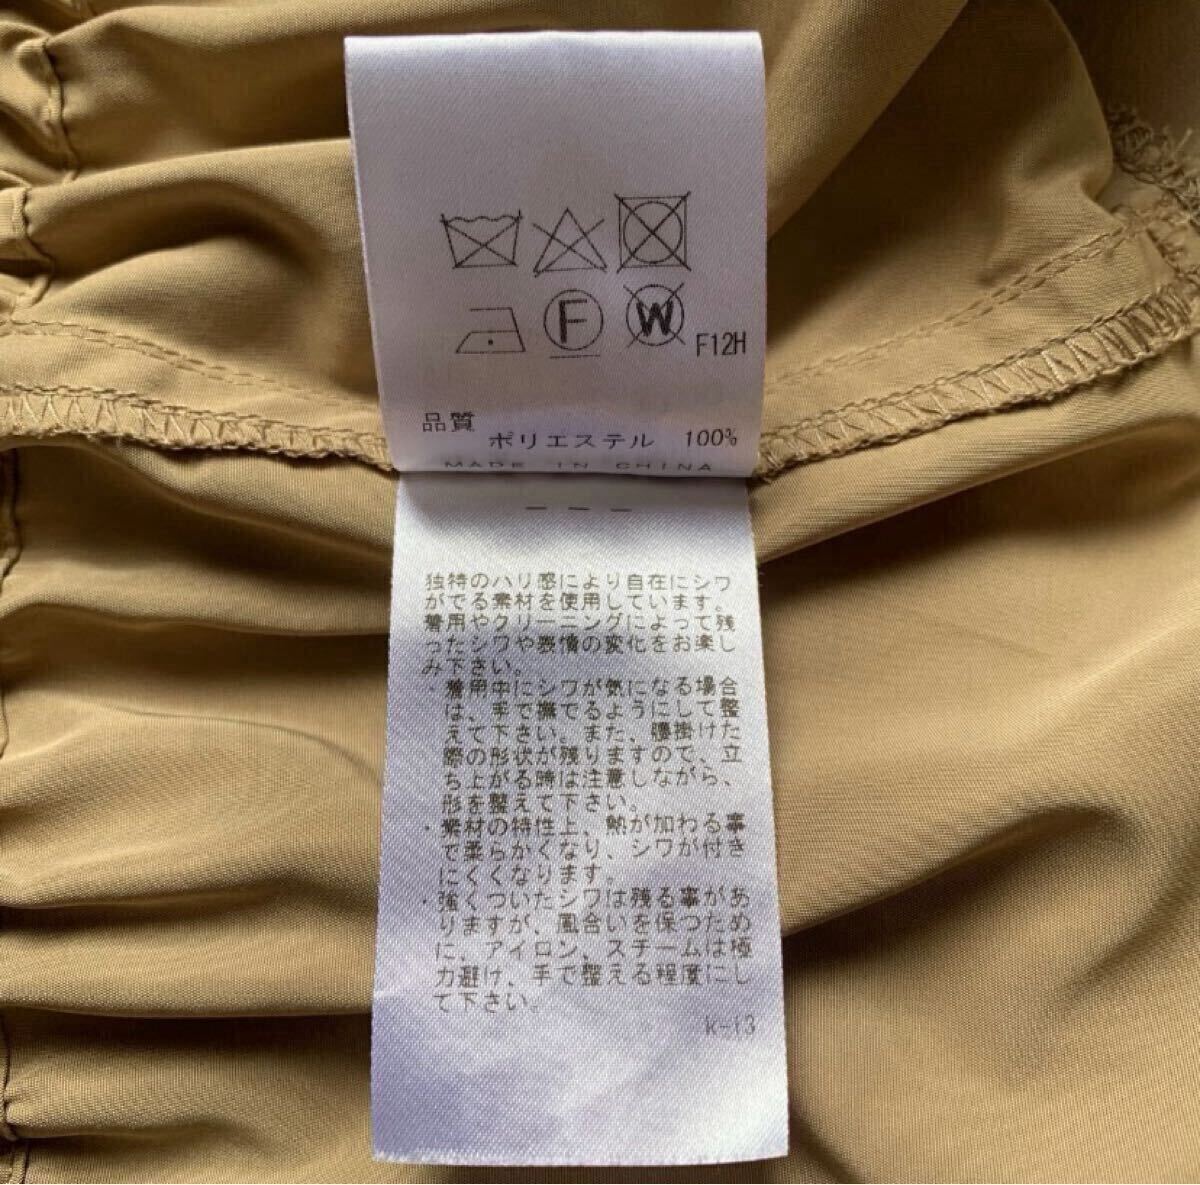 F
W
F12H
品質
ポリエステル 100%
MADE IN CHINA
独特のハリ感により自在にシワ
がでる素材を使用しています。
着用やクリーニングによって残
ったシワや表情の変化をお楽し
み下さい。
・着用中にシワが気になる場合
は、手で撫でるようにして整
えて下さい。また、腰掛けた
際の形状が残りますので、立
ち上がる時は注意しながら、
形を整えて下さい。
・素材の特性上、熱が加わる事
で柔らかくなり、シワが付き
にくくなります。
・強くついたシワは残る事があ
りますが、風合いを保つため
に、アイロン、スチームは極
力避け、手で整える程度にし
て下さい。
k-13